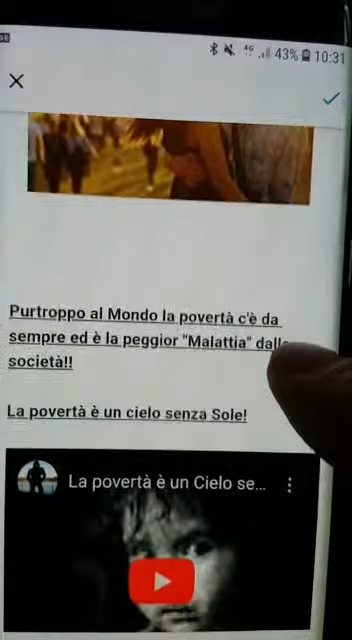 4G 43% 10:31
Purtroppo al Mondo la povertà c'è da
sempre ed è la peggior "Malattia"
società!!
La povertà è un cielo senza Sole!
La povertà è un Cielo se...